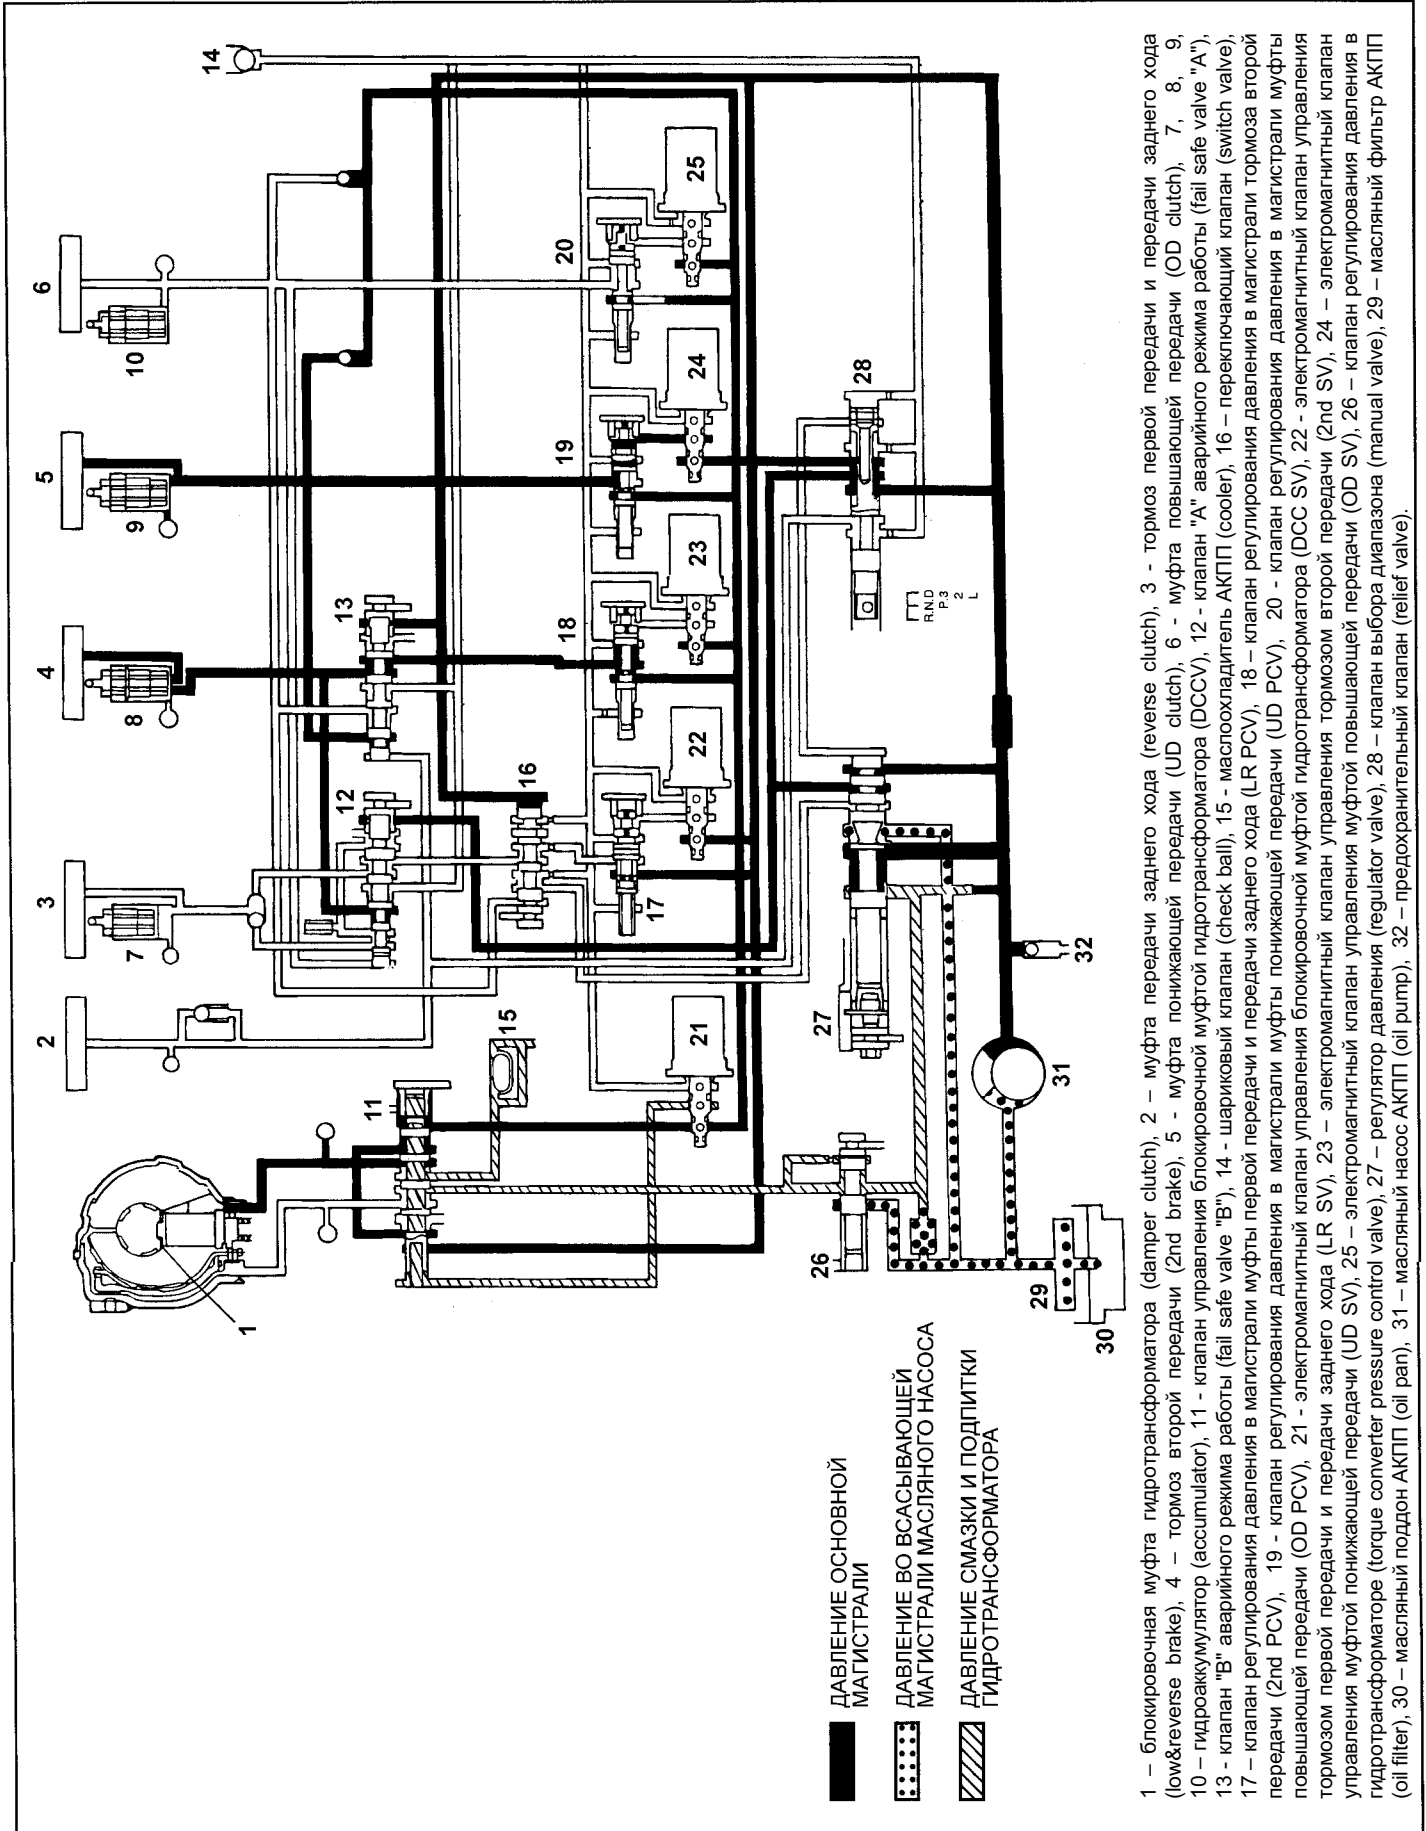 1
2
3
4
5
6
7
8
9
10
11
12
13
14
15
16
17
18
19
20
21
22
23
24
25
26
27
28
29
30
31
32
R.N.D
P.3
2
L
ДАВЛЕНИЕ ОСНОВНОЙ
МАГИСТРАЛИ
ДАВЛЕНИЕ ВО ВСАСЫВАЮЩЕЙ
МАГИСТРАЛИ МАСЛЯНОГО НАСОСА
ДАВЛЕНИЕ СМАЗКИ И ПОДПИТКИ
ГИДРОТРАНСФОРМАТОРА
1 – блокировочная муфта гидротрансформатора (damper clutch), 2 – муфта передачи заднего хода (reverse clutch), 3 - тормоз первой передачи и передачи заднего хода
(low&reverse brake), 4 – тормоз второй передачи (2nd brake), 5 - муфта понижающей передачи (UD clutch), 6 - муфта повышающей передачи (OD clutch), 7, 8, 9,
10 – гидроаккумулятор (accumulator), 11 - клапан управления блокировочной муфтой гидротрансформатора (DCCV), 12 - клапан "А" аварийного режима работы (fail safe valve "A"),
13 - клапан "В" аварийного режима работы (fail safe valve "B"), 14 - шариковый клапан (check ball), 15 - маслоохладитель АКПП (cooler), 16 – переключающий клапан (switch valve),
17 – клапан регулирования давления в магистрали муфты первой передачи и передачи заднего хода (LR PCV), 18 – клапан регулирования давления в магистрали тормоза второй
передачи (2nd PCV), 19 - клапан регулирования давления в магистрали муфты понижающей передачи (UD PCV), 20 - клапан регулирования давления в магистрали муфты
повышающей передачи (OD PCV), 21 - электромагнитный клапан управления блокировочной муфтой гидротрансформатора (DCC SV), 22 - электромагнитный клапан управления
тормозом первой передачи и передачи заднего хода (LR SV), 23 – электромагнитный клапан управления тормозом второй передачи (2nd SV), 24 – электромагнитный клапан
управления муфтой понижающей передачи (UD SV), 25 – электромагнитный клапан управления муфтой повышающей передачи (OD SV), 26 – клапан регулирования давления в
гидротрансформаторе (torque converter pressure control valve), 27 – регулятор давления (regulator valve), 28 – клапан выбора диапазона (manual valve), 29 – масляный фильтр АКПП
(oil filter), 30 – масляный поддон АКПП (oil pan), 31 – масляный насос АКПП (oil pump), 32 – предохранительный клапан (relief valve).